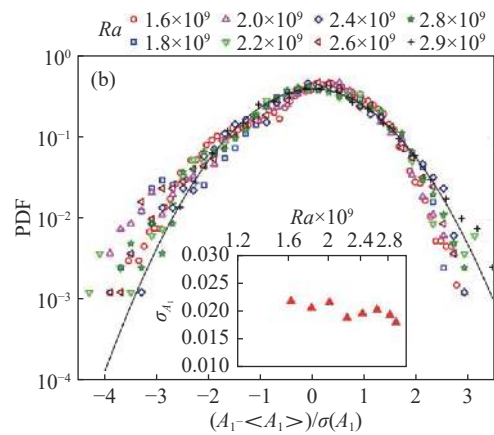 Ra 1.6×10⁹ 2.0×10⁹ 2.4×10⁹ 2.8×10⁹
1.8×10⁹ 2.2×10⁹ 2.6×10⁹ 2.9×10⁹
10⁰
(b)
10⁻¹
PDF
10⁻²
10⁻³
10⁻⁴
Ra×10⁹
1.2 1.6 2.0 2.4 2.8
0.030
0.025
σA₁ 0.020
0.015
0.010
−4 −3 −2 −1 0 1 2 3
(A₁-<A₁>)/σ(A₁)